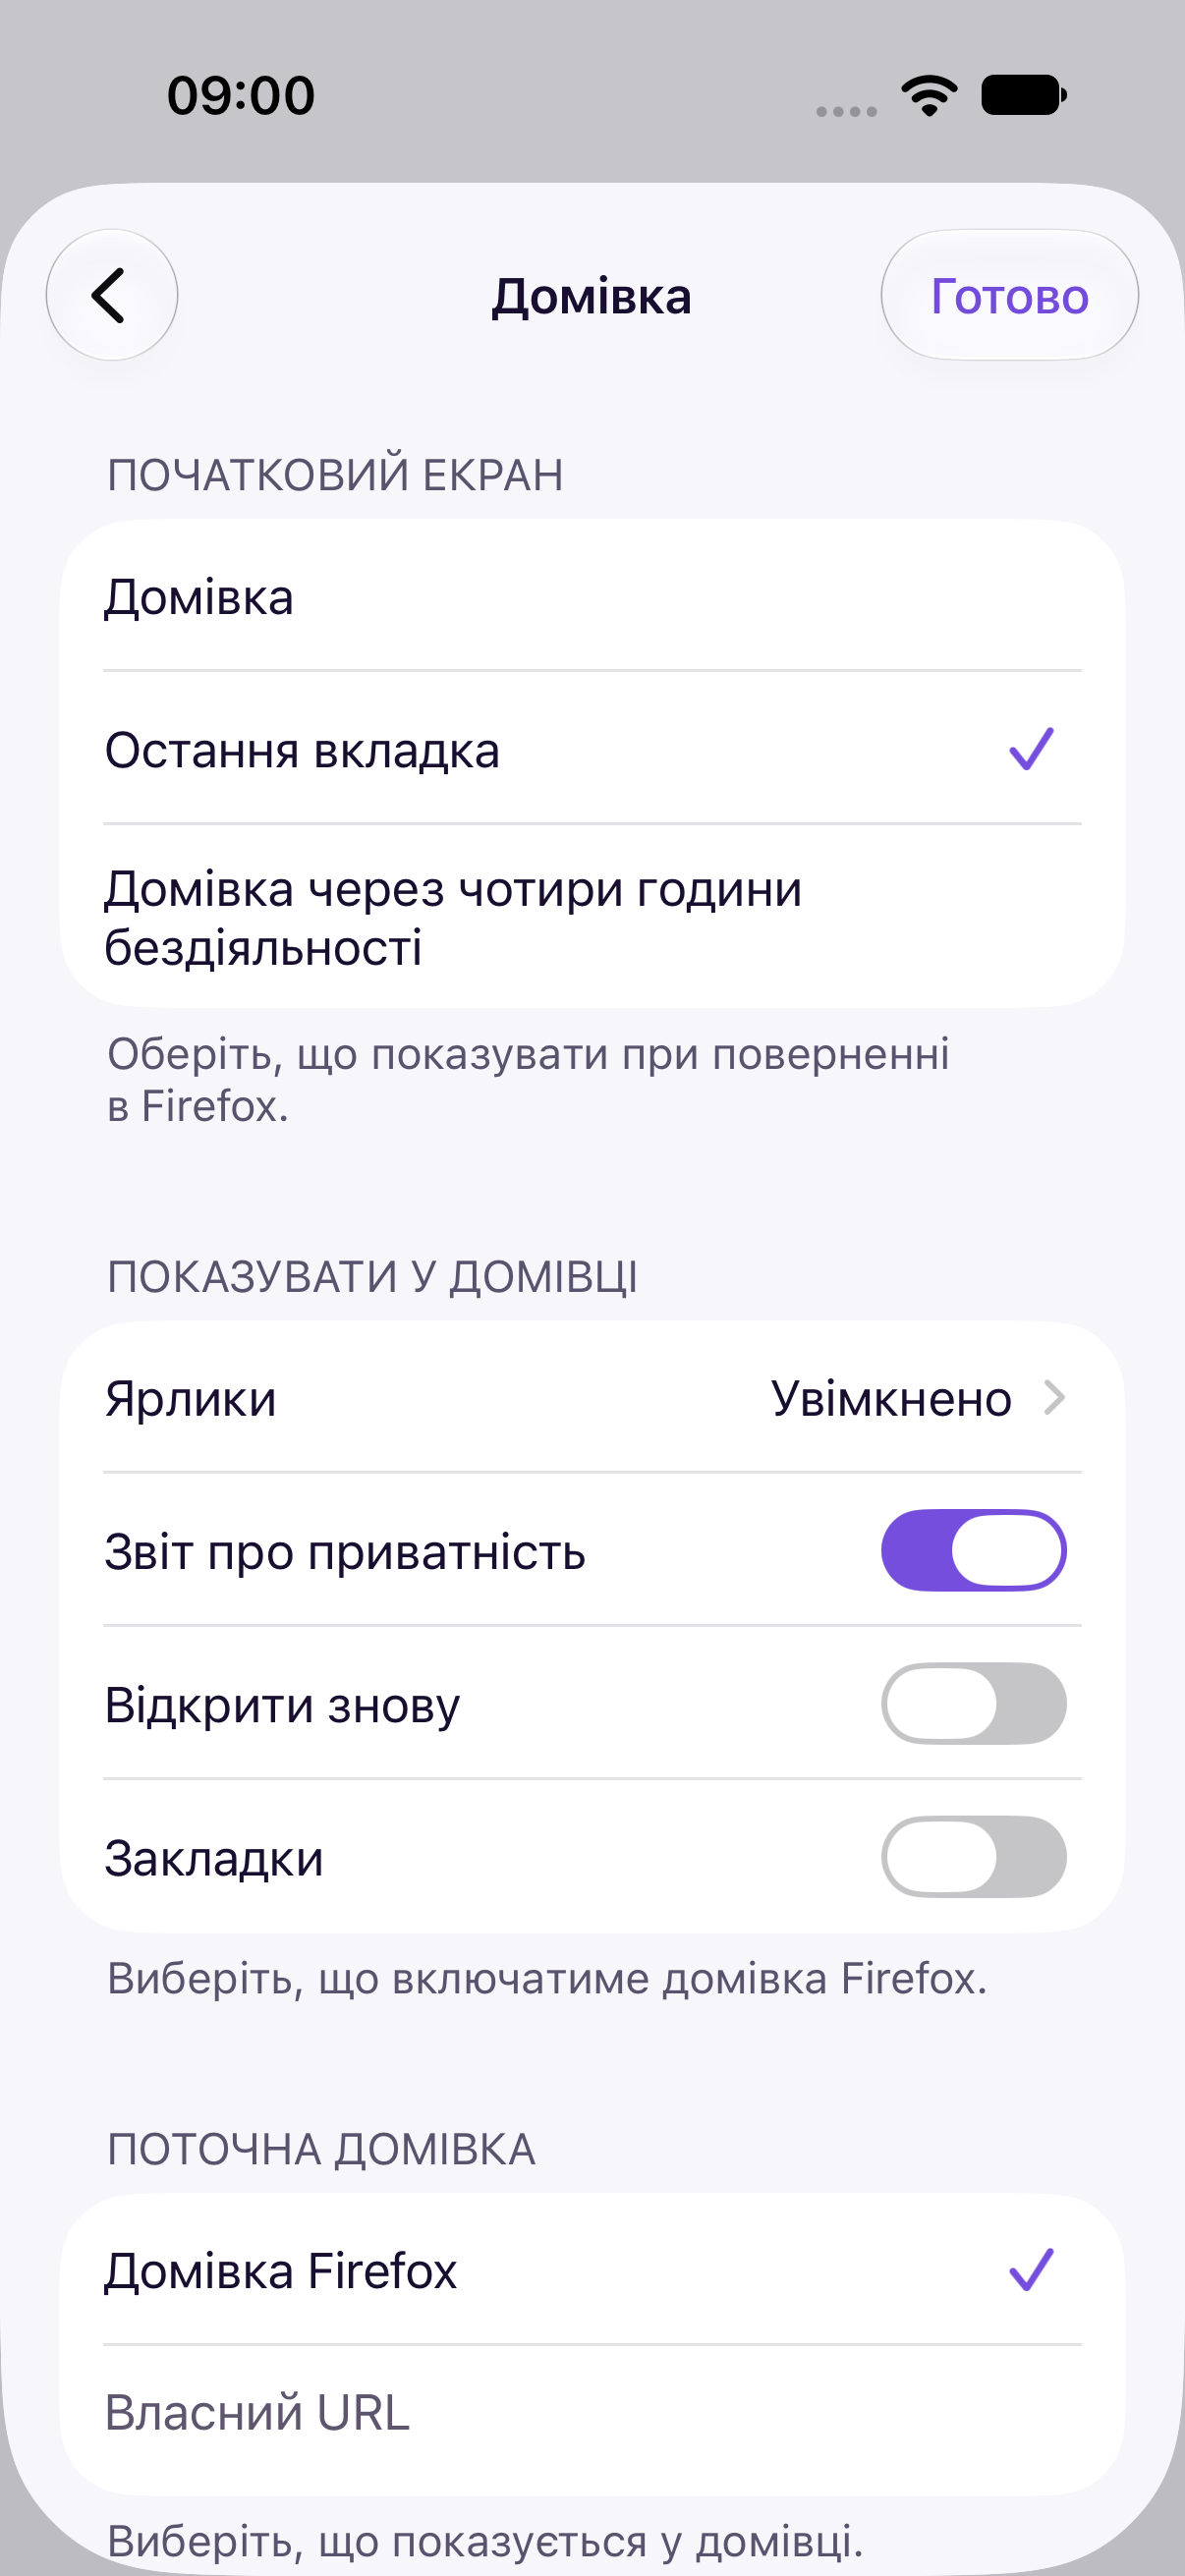 09:00
Домівка
Готово
ПОЧАТКОВИЙ ЕКРАН
Домівка
Остання вкладка
Домівка через чотири години
бездіяльності
Оберіть, що показувати при поверненні
в Firefox.
ПОКАЗУВАТИ У ДОМІВЦІ
Ярлики Увімкнено
Звіт про приватність
Відкрити знову
Закладки
Виберіть, що включатиме домівка Firefox.
ПОТОЧНА ДОМІВКА
Домівка Firefox
Власний URL
Виберіть, що показується у домівці.